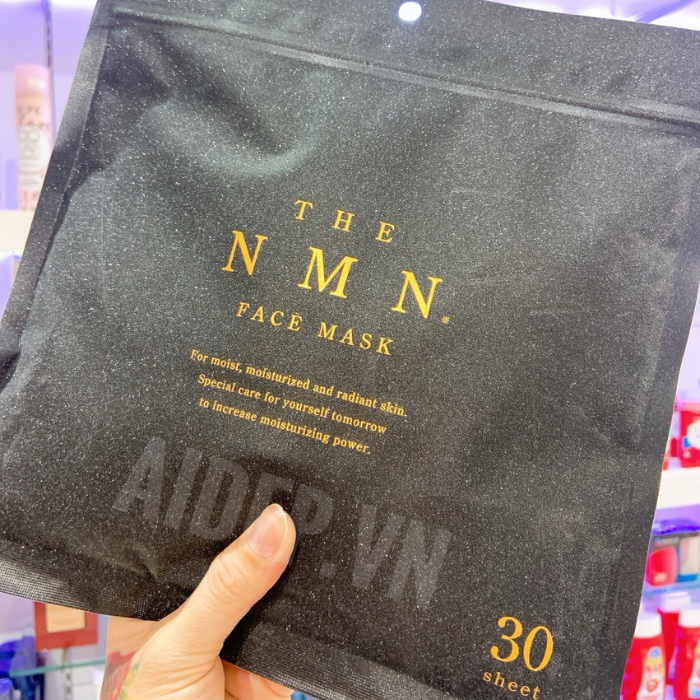 THE
NMN®
FACE MASK
For moist, moisturized and radiant skin.
Special care for yourself tomorrow
to increase moisturizing power.
AIDEP.VN
30
sheet